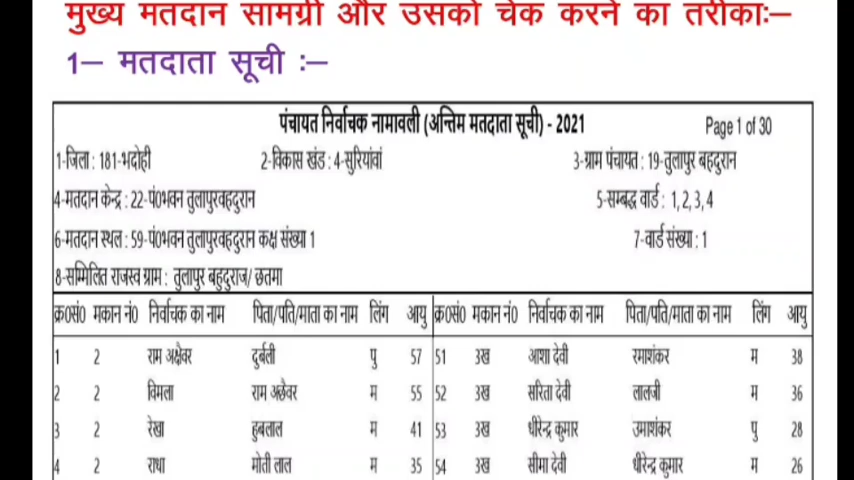 मुख्य मतदान सामग्री और उसको चेक करने का तरीकाः–
1– मतदाता सूची :–
पंचायत निर्वाचक नामावली (अन्तिम मतदाता सूची) - 2021 Page 1 of 30
1-जिला : 181-भदोही 2-विकास खंड : 4-सुरियांवां 3-ग्राम पंचायत : 19-तुलापुर बहदुरान
4-मतदान केन्द्र : 22-पं0भवन तुलापुरवहदुरान 5-सम्बद्ध वार्ड : 1, 2, 3, 4
6-मतदान स्थल : 59-पं0भवन तुलापुरवहदुरान कक्ष संख्या 1 7-वार्ड संख्या : 1
8-सम्मिलित राजस्व ग्राम : तुलापुर बहुदुराज/ छतमा
क्र0सं0 मकान नं0 निर्वाचक का नाम पिता/पति/माता का नाम लिंग आयु क्र0सं0 मकान नं0 निर्वाचक का नाम पिता/पति/माता का नाम लिंग आयु
1 2 राम अक्षैवर दुर्बली पु 57 51 3ख आशा देवी रमाशंकर म 38
2 2 विमला राम अछैवर म 55 52 3ख सरिता देवी लालजी म 36
3 2 रेखा हुबलाल म 41 53 3ख धीरेन्द्र कुमार उमाशंकर पु 28
4 2 राधा मोती लाल म 35 54 3ख सीमा देवी धीरेन्द्र कुमार म 26